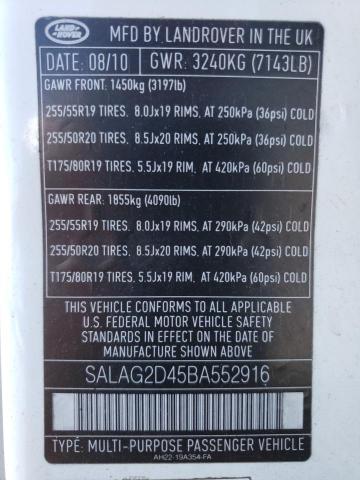 LAND
ROVER
MFD BY LANDROVER IN THE UK
DATE: 08/10 GWR: 3240KG (7143LB)
GAWR FRONT: 1450kg (3197lb)
255/55R19 TIRES. 8.0Jx19 RIMS, AT 250kPa (36psi) COLD
255/50R20 TIRES. 8.5Jx20 RIMS, AT 250kPa (36psi) COLD
T175/80R19 TIRES. 5.5Jx19 RIM, AT 420kPa (60psi) COLD
GAWR REAR: 1855kg (4090lb)
255/55R19 TIRES. 8.0Jx19 RIMS, AT 290kPa (42psi) COLD
255/50R20 TIRES. 8.5Jx20 RIMS, AT 290kPa (42psi) COLD
T175/80R19 TIRES. 5.5Jx19 RIM, AT 420kPa (60psi) COLD
THIS VEHICLE CONFORMS TO ALL APPLICABLE
U.S. FEDERAL MOTOR VEHICLE SAFETY
STANDARDS IN EFFECT ON THE DATE OF
MANUFACTURE SHOWN ABOVE
SALAG2D45BA552916
TYPE: MULTI-PURPOSE PASSENGER VEHICLE
AH22-19A354-FA